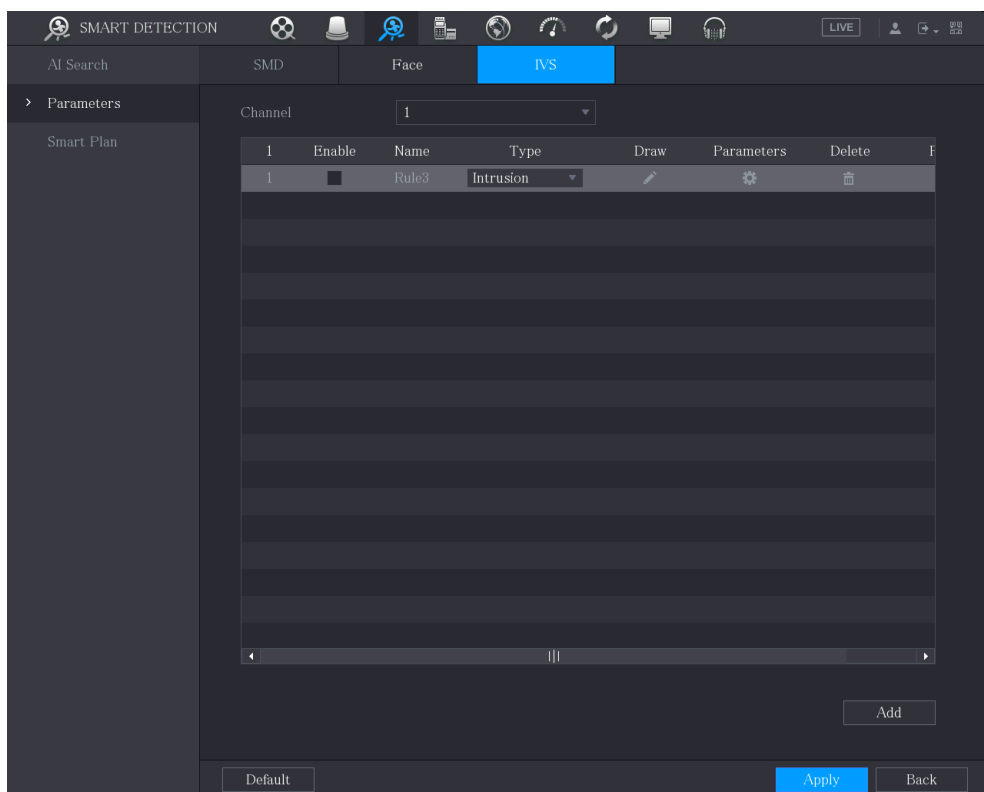 SMART DETECTION LIVE
AI Search SMD Face IVS
Parameters
Smart Plan
Channel 1
1 Enable Name Type Draw Parameters Delete
1 Rule3 Intrusion
Add
Default Apply Back